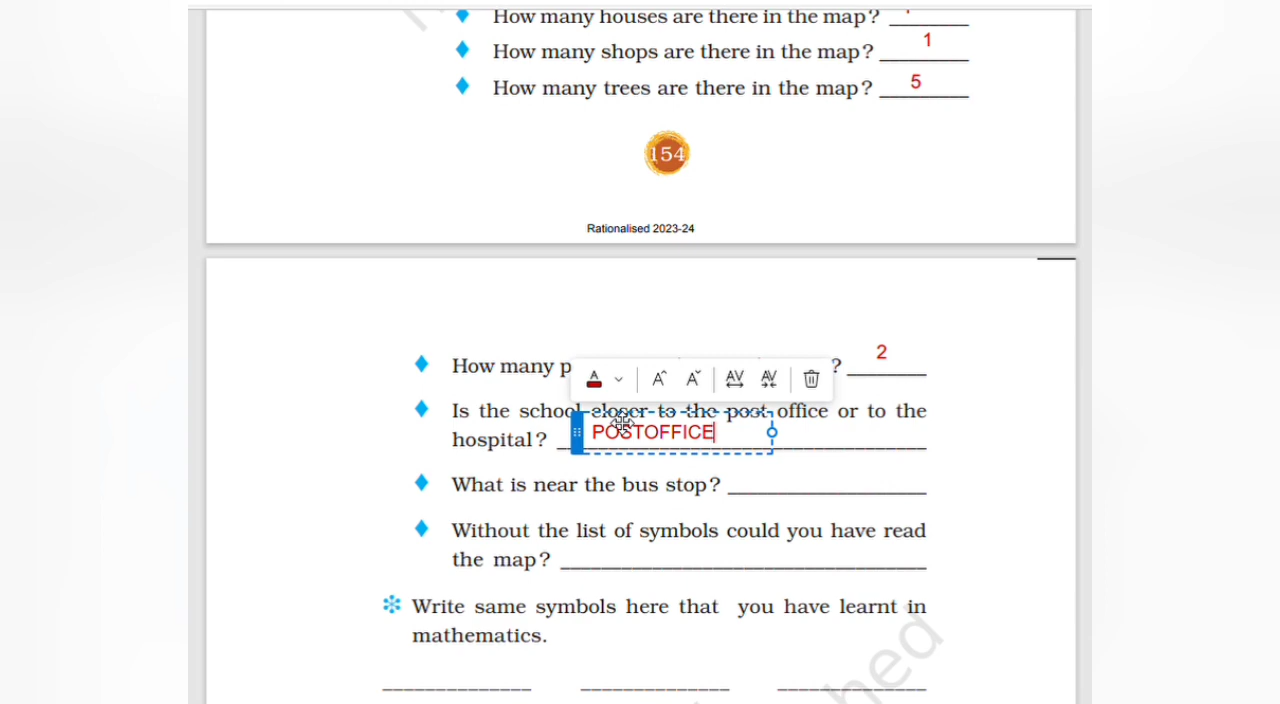 How many houses are there in the map?
How many shops are there in the map? 1
How many trees are there in the map? 5
154
Rationalised 2023-24
How many ? 2
Is the school closer to the post office or to the
hospital? POSTOFFICE
What is near the bus stop?
Without the list of symbols could you have read
the map?
Write same symbols here that you have learnt in
mathematics.